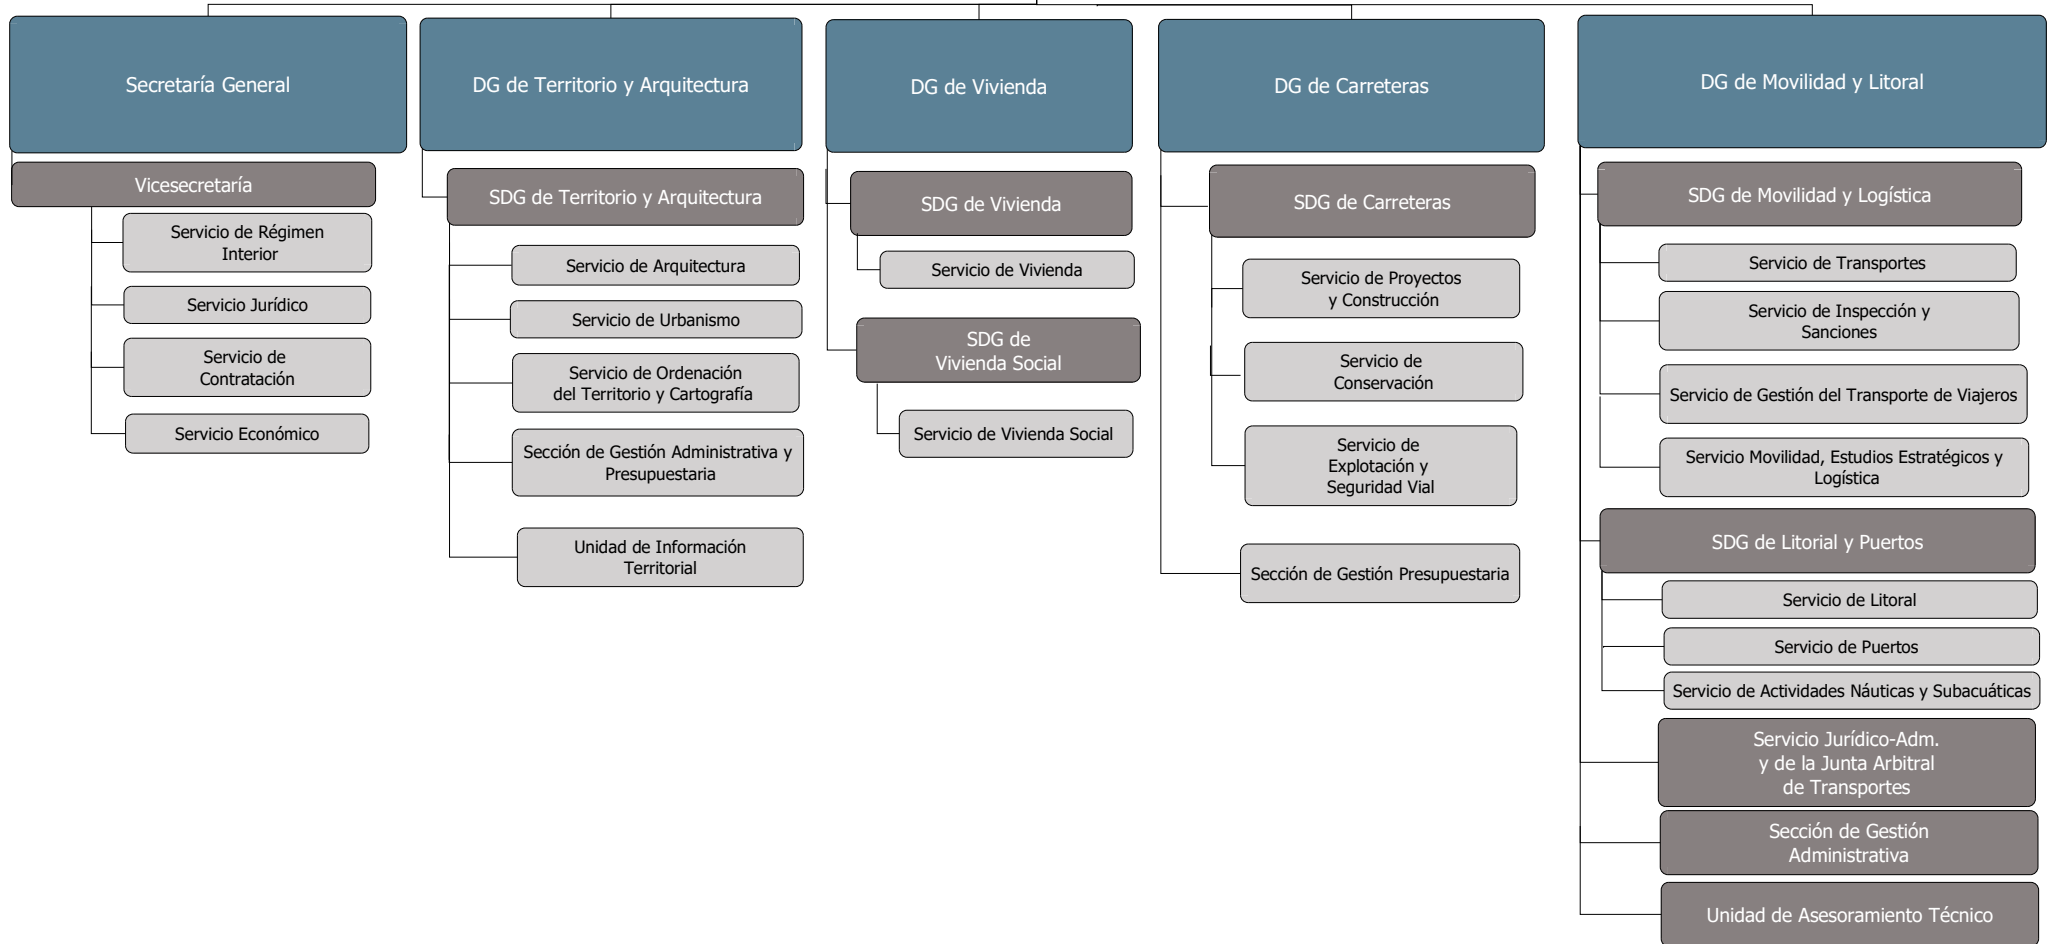 Secretaría General
Vicesecretaría
Servicio de Régimen
Interior
Servicio Jurídico
Servicio de
Contratación
Servicio Económico
DG de Territorio y Arquitectura
SDG de Territorio y Arquitectura
Servicio de Arquitectura
Servicio de Urbanismo
Servicio de Ordenación
del Territorio y Cartografía
Sección de Gestión Administrativa y
Presupuestaria
Unidad de Información
Territorial
DG de Vivienda
SDG de Vivienda
Servicio de Vivienda
SDG de
Vivienda Social
Servicio de Vivienda Social
DG de Carreteras
SDG de Carreteras
Servicio de Proyectos
y Construcción
Servicio de
Conservación
Servicio de
Explotación y
Seguridad Vial
Sección de Gestión Presupuestaria
DG de Movilidad y Litoral
SDG de Movilidad y Logística
Servicio de Transportes
Servicio de Inspección y
Sanciones
Servicio de Gestión del Transporte de Viajeros
Servicio Movilidad, Estudios Estratégicos y
Logística
SDG de Litorial y Puertos
Servicio de Litoral
Servicio de Puertos
Servicio de Actividades Náuticas y Subacuáticas
Servicio Jurídico-Adm.
y de la Junta Arbitral
de Transportes
Sección de Gestión
Administrativa
Unidad de Asesoramiento Técnico